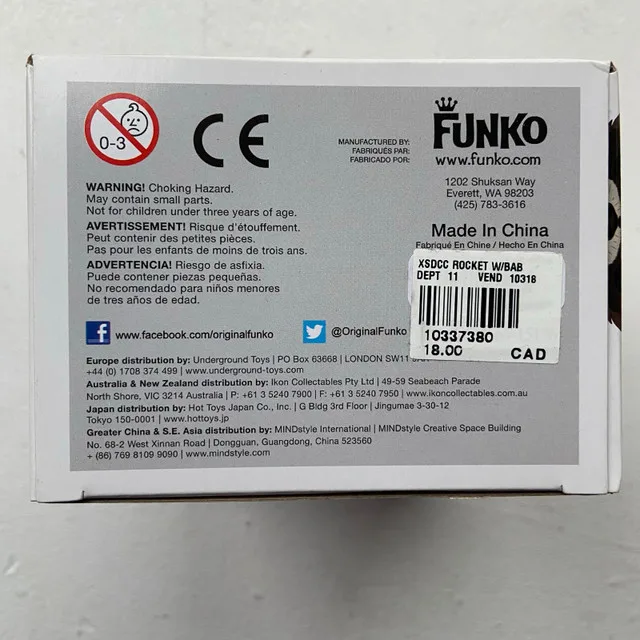 0-3
CE
MANUFACTURED BY:
FABRIQUÉS PAR:
FABRICADO POR:
FUNKO
www.funko.com
1202 Shuksan Way
Everett, WA 98203
(425) 783-3616
Made In China
Fabriqué En Chine / Hecho En China
WARNING! Choking Hazard.
May contain small parts.
Not for children under three years of age.
AVERTISSEMENT! Risque d'étouffement.
Peut contenir des petites pièces.
Pas pour les enfants de moins de trois ans.
ADVERTENCIA! Riesgo de asfixia.
Puede contener piezas pequeñas.
No recomendado para niños menores
de tres años de edad.
XSDCC ROCKET W/BAB
DEPT 11 VEND 10318
10337380
18.00 CAD
www.facebook.com/originalfunko
@OriginalFunko
Europe distribution by: Underground Toys | PO Box 63668 | LONDON SW11
+44 (0) 1708 374 499 | www.underground-toys.com
Australia & New Zealand distribution by: Ikon Collectables Pty Ltd | 49-59 Seabeach Parade
North Shore, VIC 3214 Australia | P: +61 3 5240 7900 | F: +61 3 5240 7950 | www.ikoncollectables.com.au
Japan distribution by: Hot Toys Japan Co., Inc. | G Bldg 3rd Floor | Jingumae 3-30-12
Tokyo 150-0001 | www.hottoys.jp
Greater China & S.E. Asia distribution by: MINDstyle International | MINDstyle Creative Space Building
No. 68-2 West Xinnan Road | Dongguan, Guangdong, China 523560
+ (86) 769 8109 9090 | www.mindstyle.com